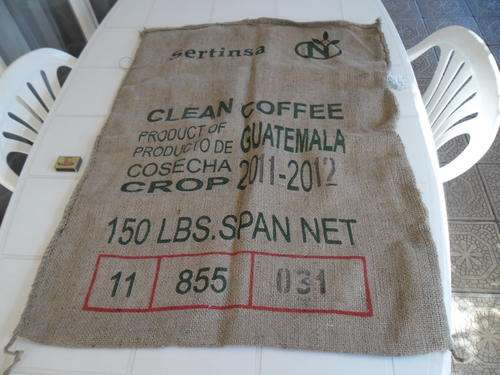 sertinsa N
CLEAN COFFEE
PRODUCT OF
PRODUCTO DE GUATEMALA
COSECHA
CROP 2011-2012
150 LBS.SPAN NET
11 855 031